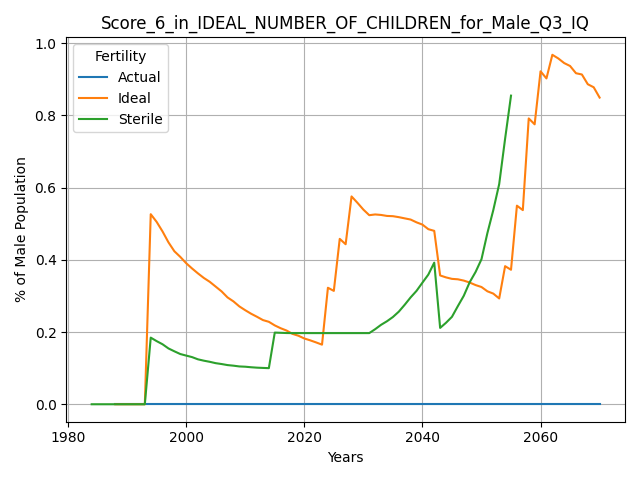 Score_6_in_IDEAL_NUMBER_OF_CHILDREN_for_Male_Q3_IQ
% of Male Population
1.0
0.8
0.6
0.4
0.2
0.0
Fertility
Actual
Ideal
Sterile
1980
2000
2020
2040
2060
Years